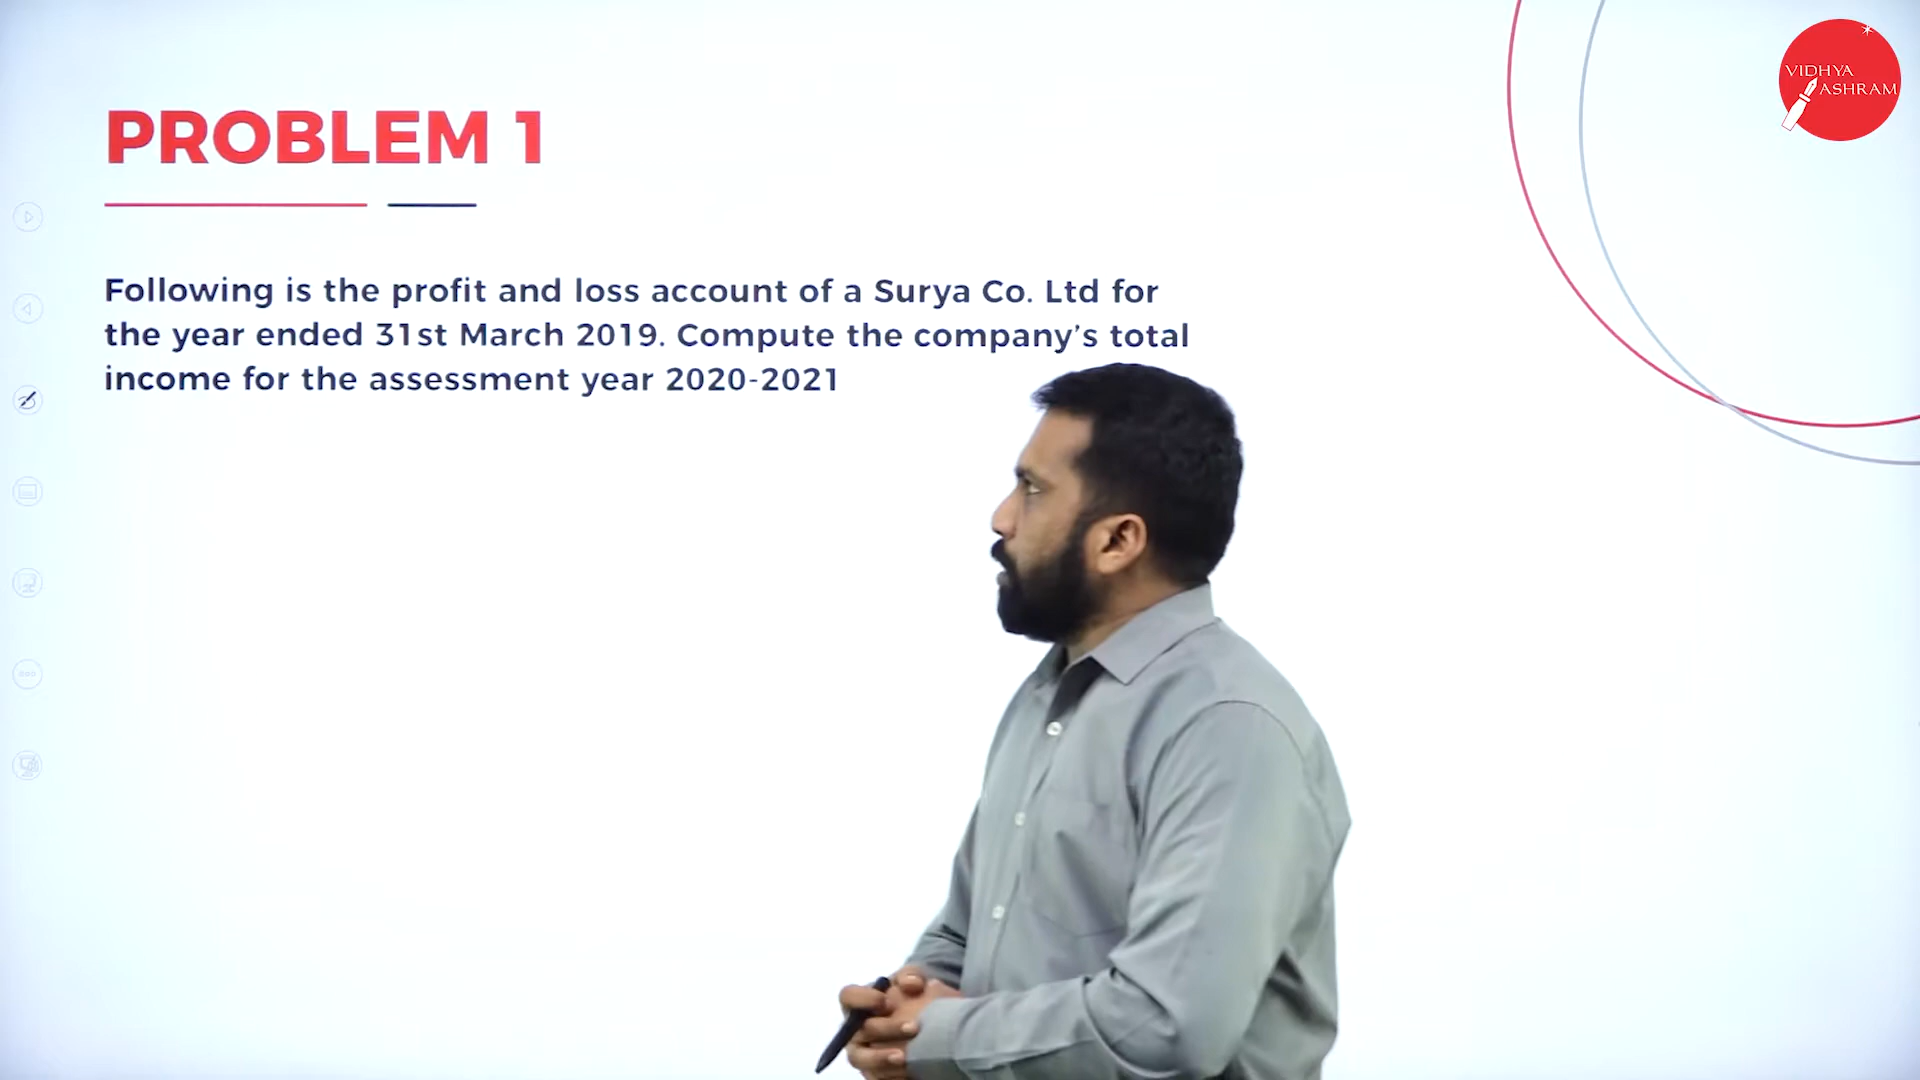 VIDHYA
ASHRAM
PROBLEM 1
Following is the profit and loss account of a Surya Co. Ltd for
the year ended 31st March 2019. Compute the company's total
income for the assessment year 2020-2021